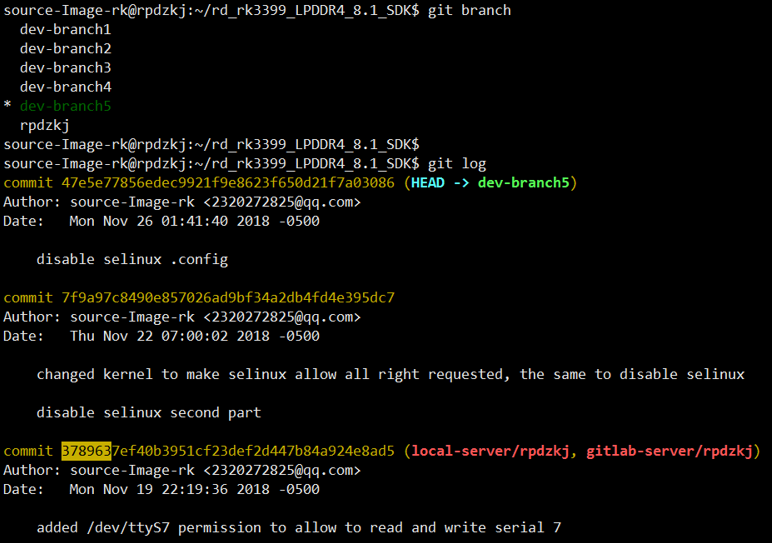 source-Image-rk@rpdzkj:~/rd_rk3399_LPDDR4_8.1_SDK$ git branch
  dev-branch1
  dev-branch2
  dev-branch3
  dev-branch4
* dev-branch5
  rpdzkj
source-Image-rk@rpdzkj:~/rd_rk3399_LPDDR4_8.1_SDK$
source-Image-rk@rpdzkj:~/rd_rk3399_LPDDR4_8.1_SDK$ git log
commit 47e5e77856edec9921f9e8623f650d21f7a03086 (HEAD -> dev-branch5)
Author: source-Image-rk <2320272825@qq.com>
Date:   Mon Nov 26 01:41:40 2018 -0500
    disable selinux .config
commit 7f9a97c8490e857026ad9bf34a2db4fd4e395dc7
Author: source-Image-rk <2320272825@qq.com>
Date:   Thu Nov 22 07:00:02 2018 -0500
    changed kernel to make selinux allow all right requested, the same to disable selinux
    disable selinux second part
commit 3789637ef40b3951cf23def2d447b84a924e8ad5 (local-server/rpdzkj, gitlab-server/rpdzkj)
Author: source-Image-rk <2320272825@qq.com>
Date:   Mon Nov 19 22:19:36 2018 -0500
    added /dev/ttyS7 permission to allow to read and write serial 7